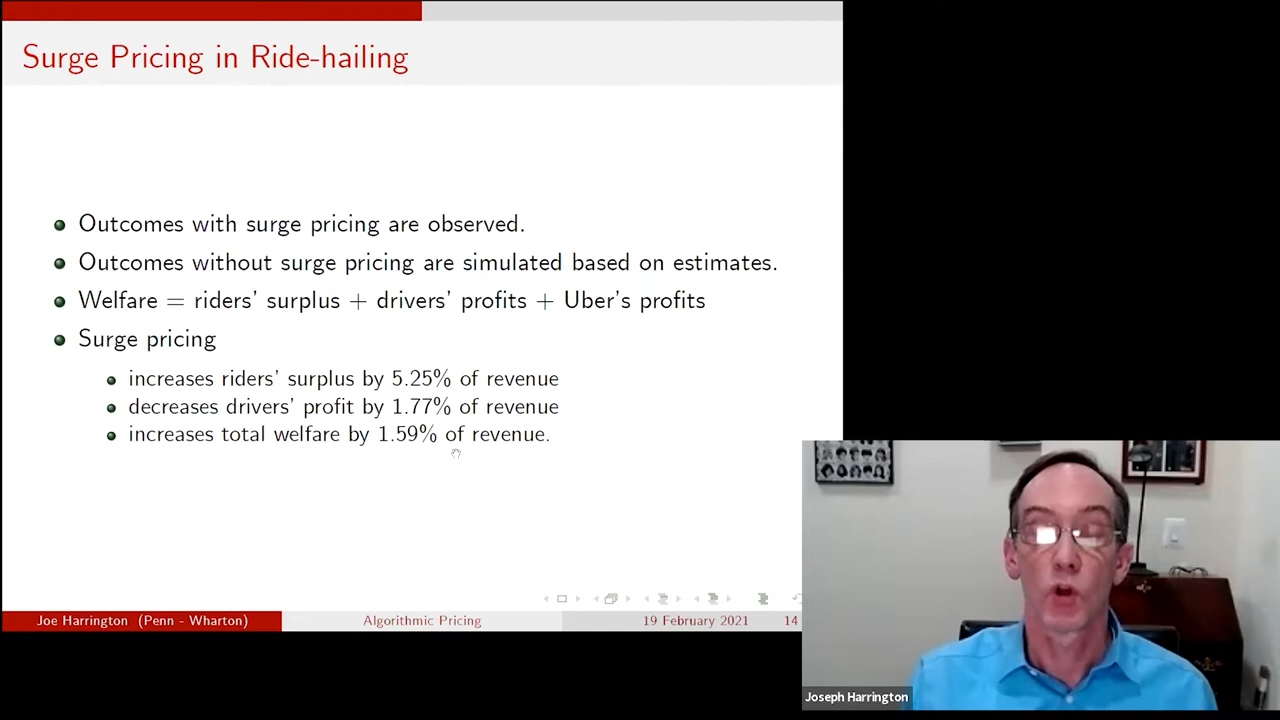 Surge Pricing in Ride-hailing
Outcomes with surge pricing are observed.
Outcomes without surge pricing are simulated based on estimates.
Welfare = riders' surplus + drivers' profits + Uber's profits
Surge pricing
increases riders' surplus by 5.25% of revenue
decreases drivers' profit by 1.77% of revenue
increases total welfare by 1.59% of revenue.
Joe Harrington (Penn - Wharton)
Algorithmic Pricing
19 February 2021
14
Joseph Harrington